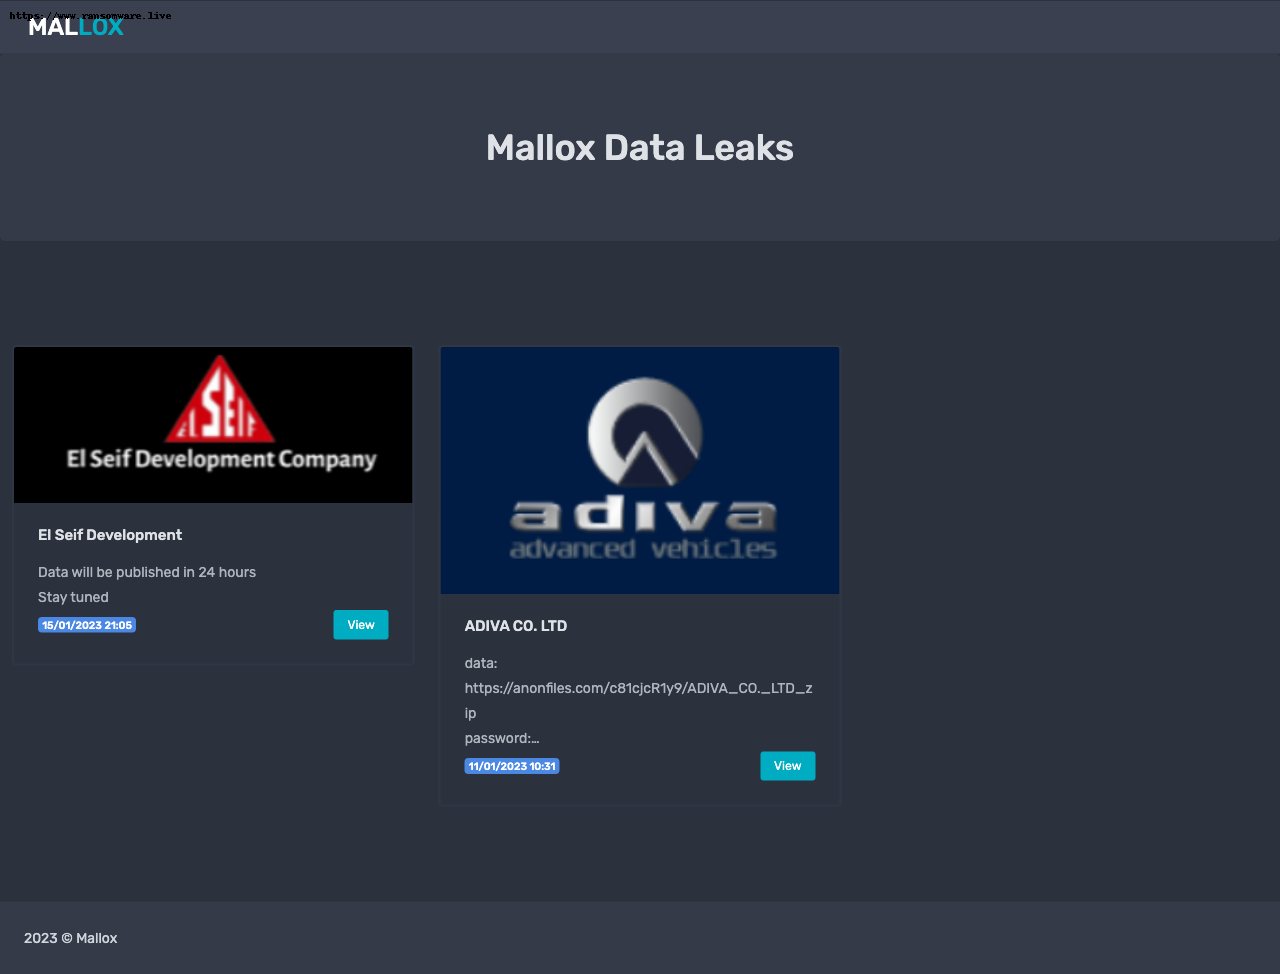 https://www.ransomware.live
MALLOX
Mallox Data Leaks
EL SEIF
El Seif Development Company
El Seif Development
Data will be published in 24 hours
Stay tuned
15/01/2023 21:05
View
adiva
advanced vehicles
ADIVA CO. LTD
data:
https://anonfiles.com/c81cjcR1y9/ADIVA_CO._LTD_z
ip
password:...
11/01/2023 10:31
View
2023 © Mallox